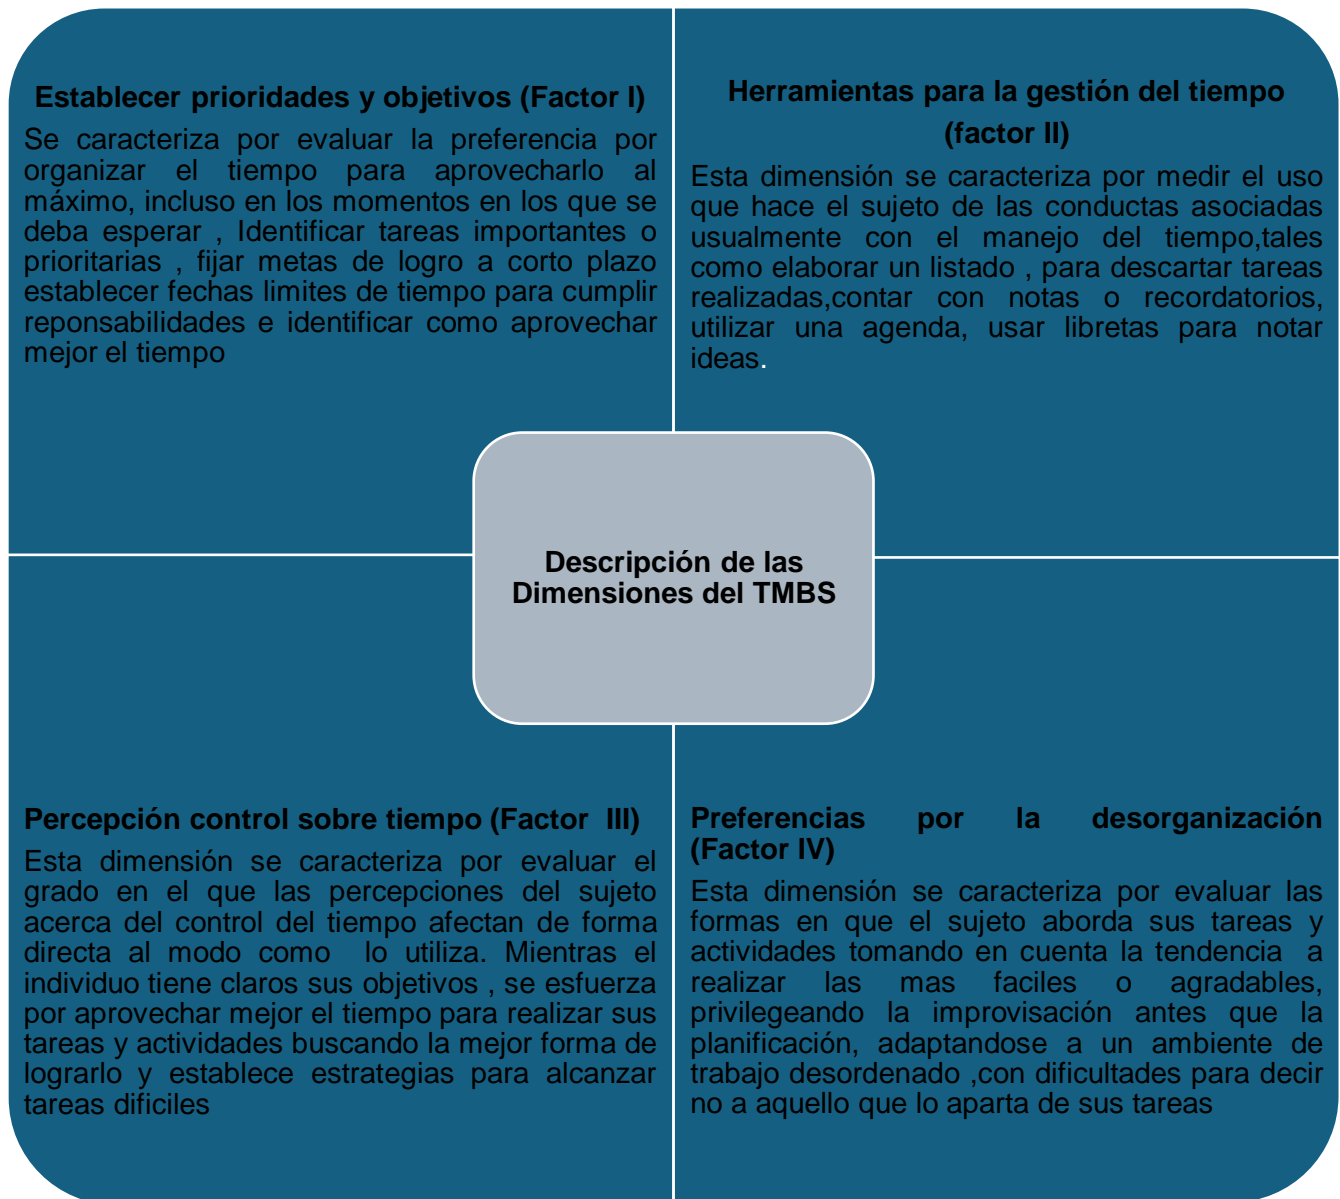 Establecer prioridades y objetivos (Factor I)
Se caracteriza por evaluar la preferencia por
organizar el tiempo para aprovecharlo al
máximo, incluso en los momentos en los que se
deba esperar , Identificar tareas importantes o
prioritarias , fijar metas de logro a corto plazo
establecer fechas limites de tiempo para cumplir
reponsabilidades e identificar como aprovechar
mejor el tiempo
Herramientas para la gestión del tiempo
(factor II)
Esta dimensión se caracteriza por medir el uso
que hace el sujeto de las conductas asociadas
usualmente con el manejo del tiempo,tales
como elaborar un listado , para descartar tareas
realizadas,contar con notas o recordatorios,
utilizar una agenda, usar libretas para notar
ideas.
Descripción de las
Dimensiones del TMBS
Percepción control sobre tiempo (Factor III)
Esta dimensión se caracteriza por evaluar el
grado en el que las percepciones del sujeto
acerca del control del tiempo afectan de forma
directa al modo como lo utiliza. Mientras el
individuo tiene claros sus objetivos , se esfuerza
por aprovechar mejor el tiempo para realizar sus
tareas y actividades buscando la mejor forma de
lograrlo y establece estrategias para alcanzar
tareas dificiles
Preferencias por la desorganización
(Factor IV)
Esta dimensión se caracteriza por evaluar las
formas en que el sujeto aborda sus tareas y
actividades tomando en cuenta la tendencia a
realizar las mas faciles o agradables,
privilegeando la improvisación antes que la
planificación, adaptandose a un ambiente de
trabajo desordenado ,con dificultades para decir
no a aquello que lo aparta de sus tareas